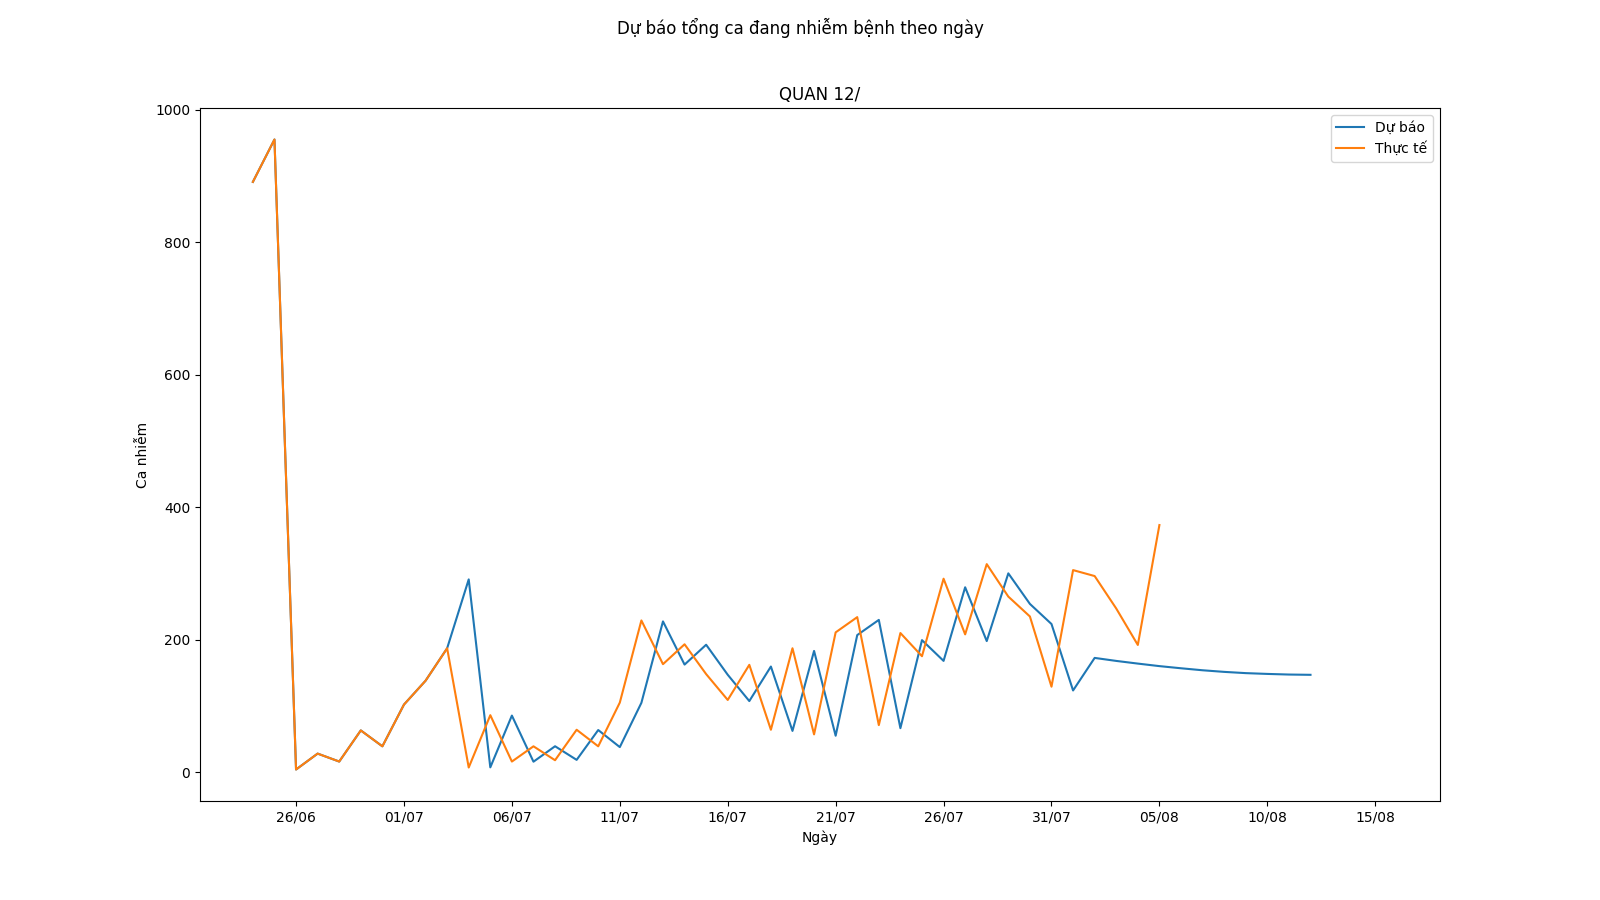 Dự báo tổng ca đang nhiễm bệnh theo ngày
QUAN 12/
1000
800
600
400
200
0
Ca nhiễm
Dự báo
Thực tế
26/06
01/07
06/07
11/07
16/07
21/07
26/07
31/07
05/08
10/08
15/08
Ngày